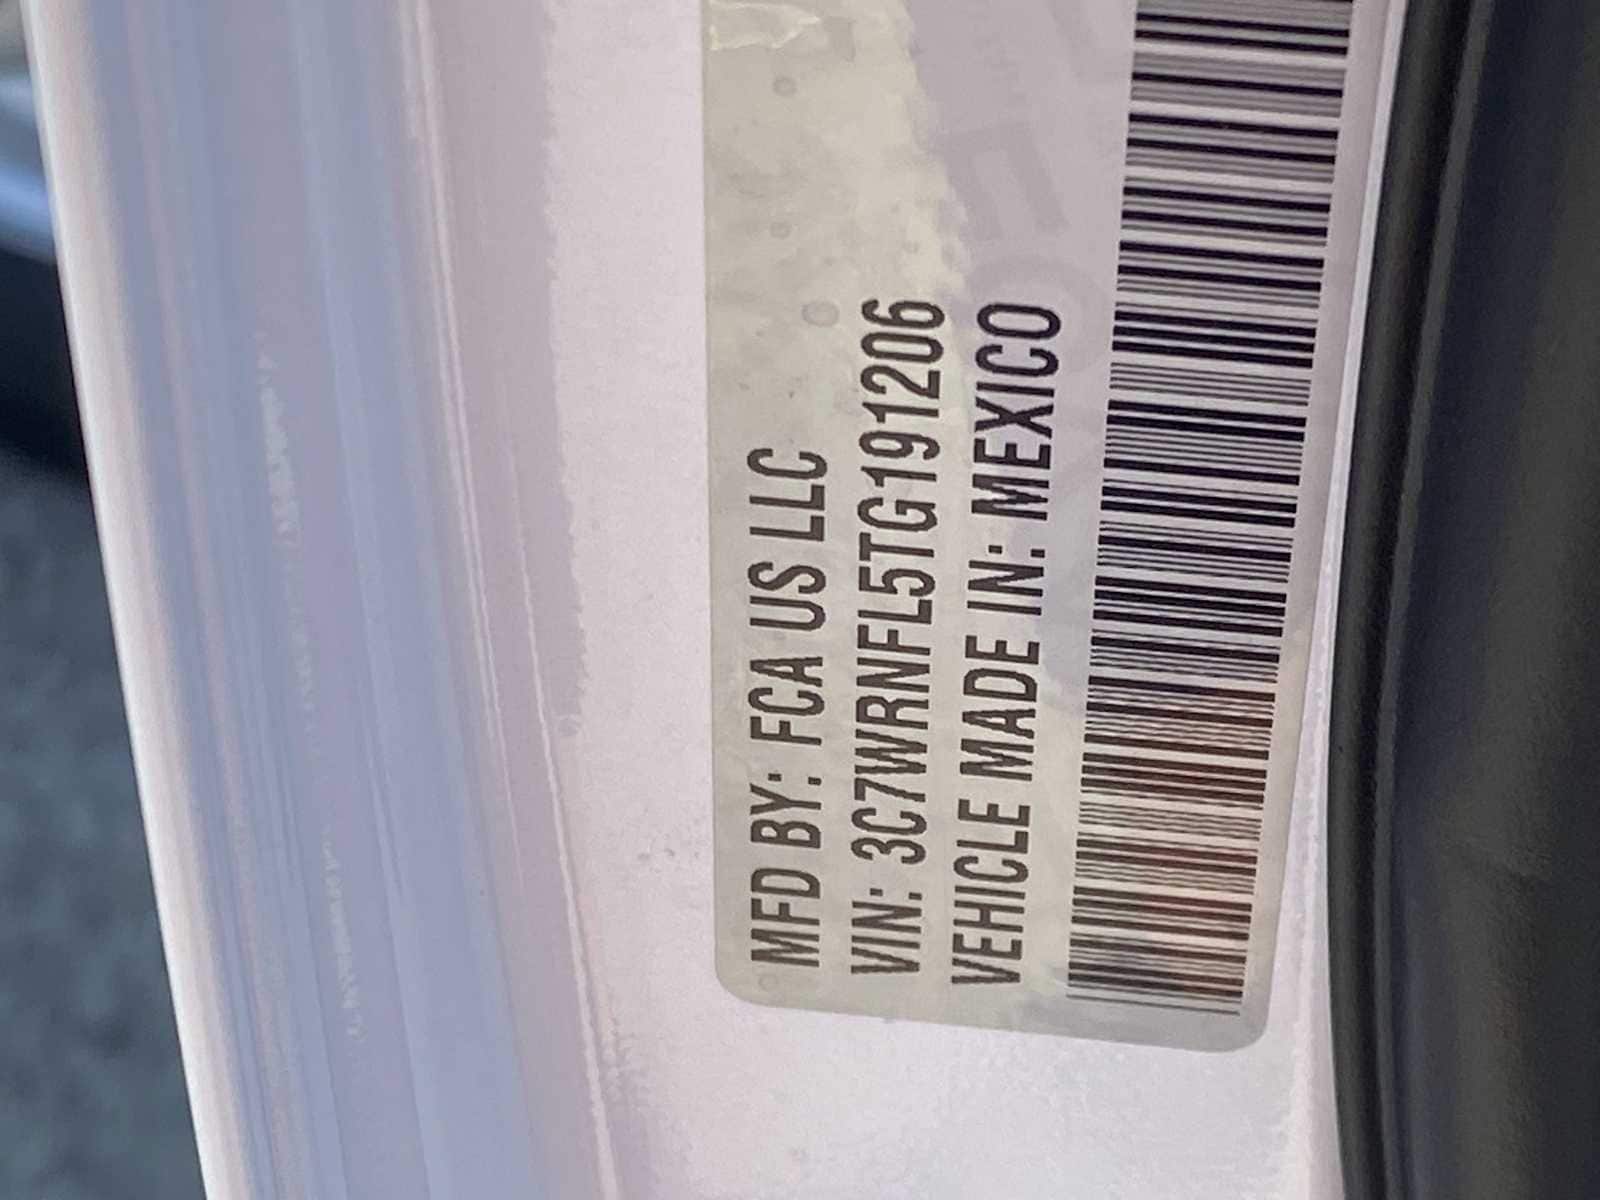 MFD BY: FCA US LLC
VIN: 3C7WRNFL5TG191206
VEHICLE MADE IN: MEXICO